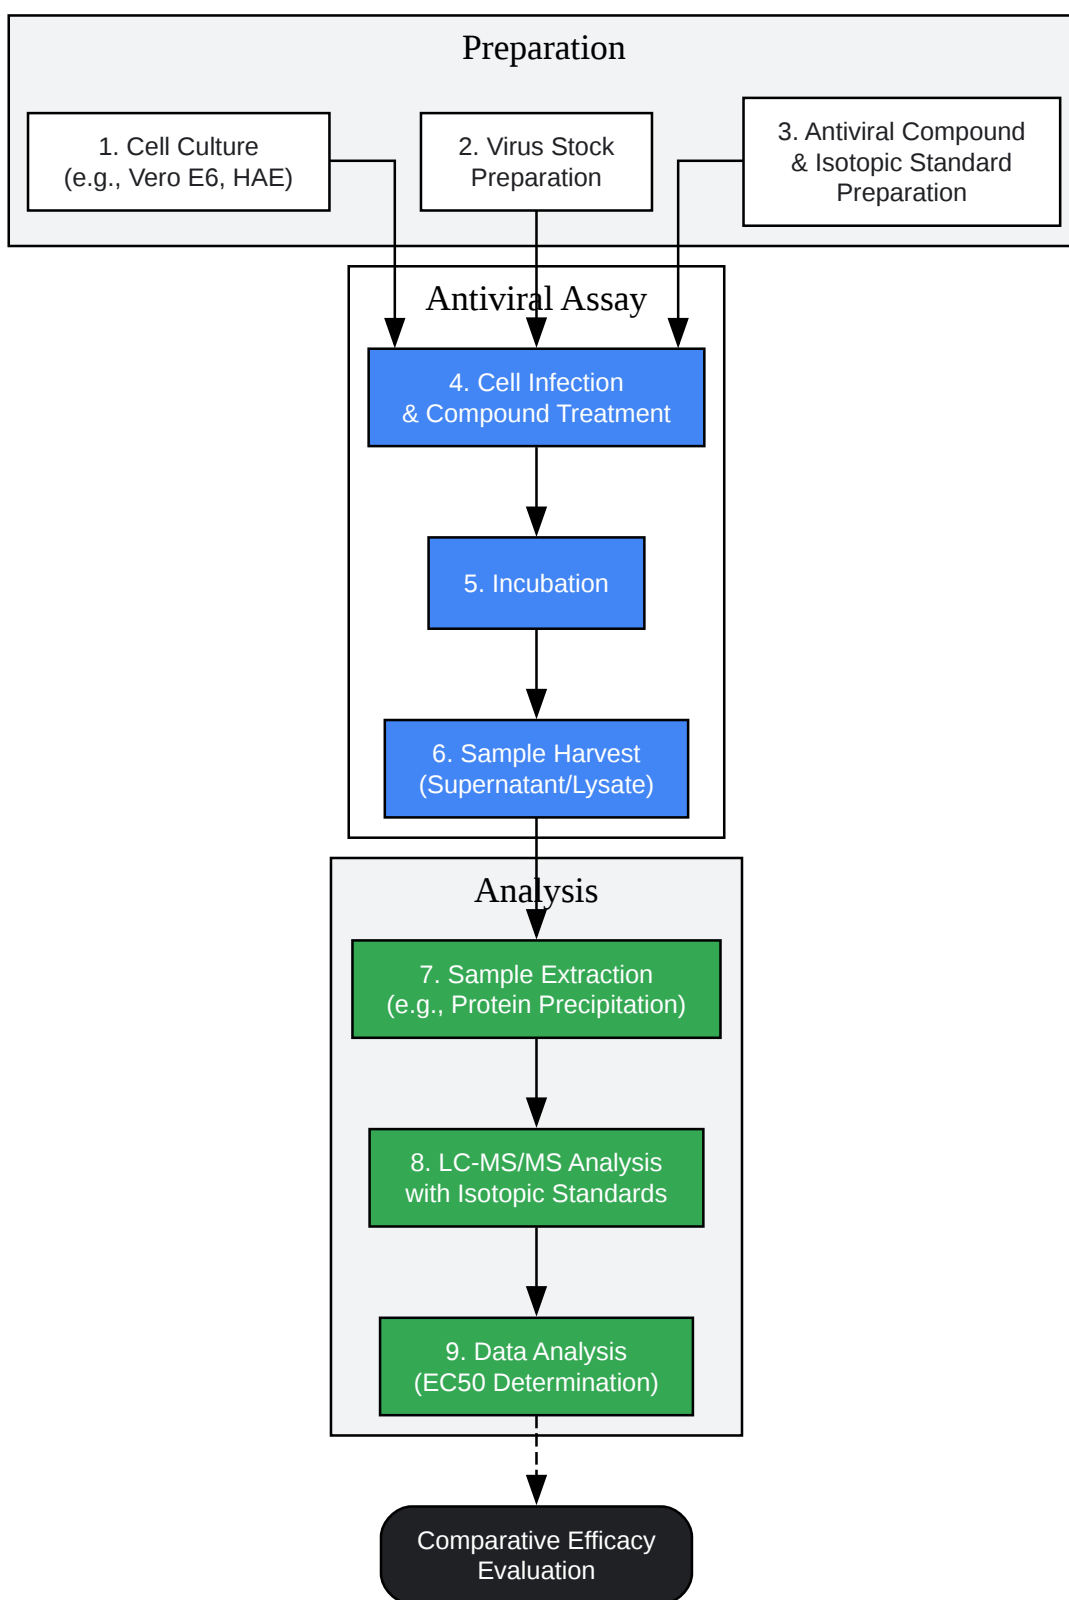 Preparation
1. Cell Culture
(e.g., Vero E6, HAE)
2. Virus Stock
Preparation
3. Antiviral Compound
& Isotopic Standard
Preparation
Antiviral Assay
4. Cell Infection
& Compound Treatment
5. Incubation
6. Sample Harvest
(Supernatant/Lysate)
Analysis
7. Sample Extraction
(e.g., Protein Precipitation)
8. LC-MS/MS Analysis
with Isotopic Standards
9. Data Analysis
(EC50 Determination)
Comparative Efficacy
Evaluation